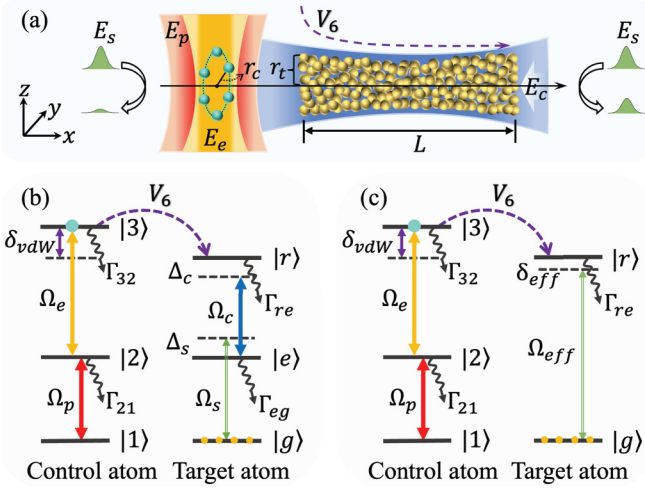 (a)
E_s
E_p
r_c
E_e
V_6
r_t
E_c
E_s
z
y
x
L
(b)
V_6
|3⟩
δ_vdW
Γ_32
|r⟩
Δ_c
Γ_re
Ω_e
Ω_c
Δ_s
|2⟩
|e⟩
Ω_p
Γ_21
Ω_s
Γ_eg
|1⟩
|g⟩
Control atom Target atom
(c)
V_6
|3⟩
δ_vdW
Γ_32
|r⟩
δ_eff
Γ_re
Ω_e
Ω_eff
|2⟩
Ω_p
Γ_21
|1⟩
|g⟩
Control atom Target atom